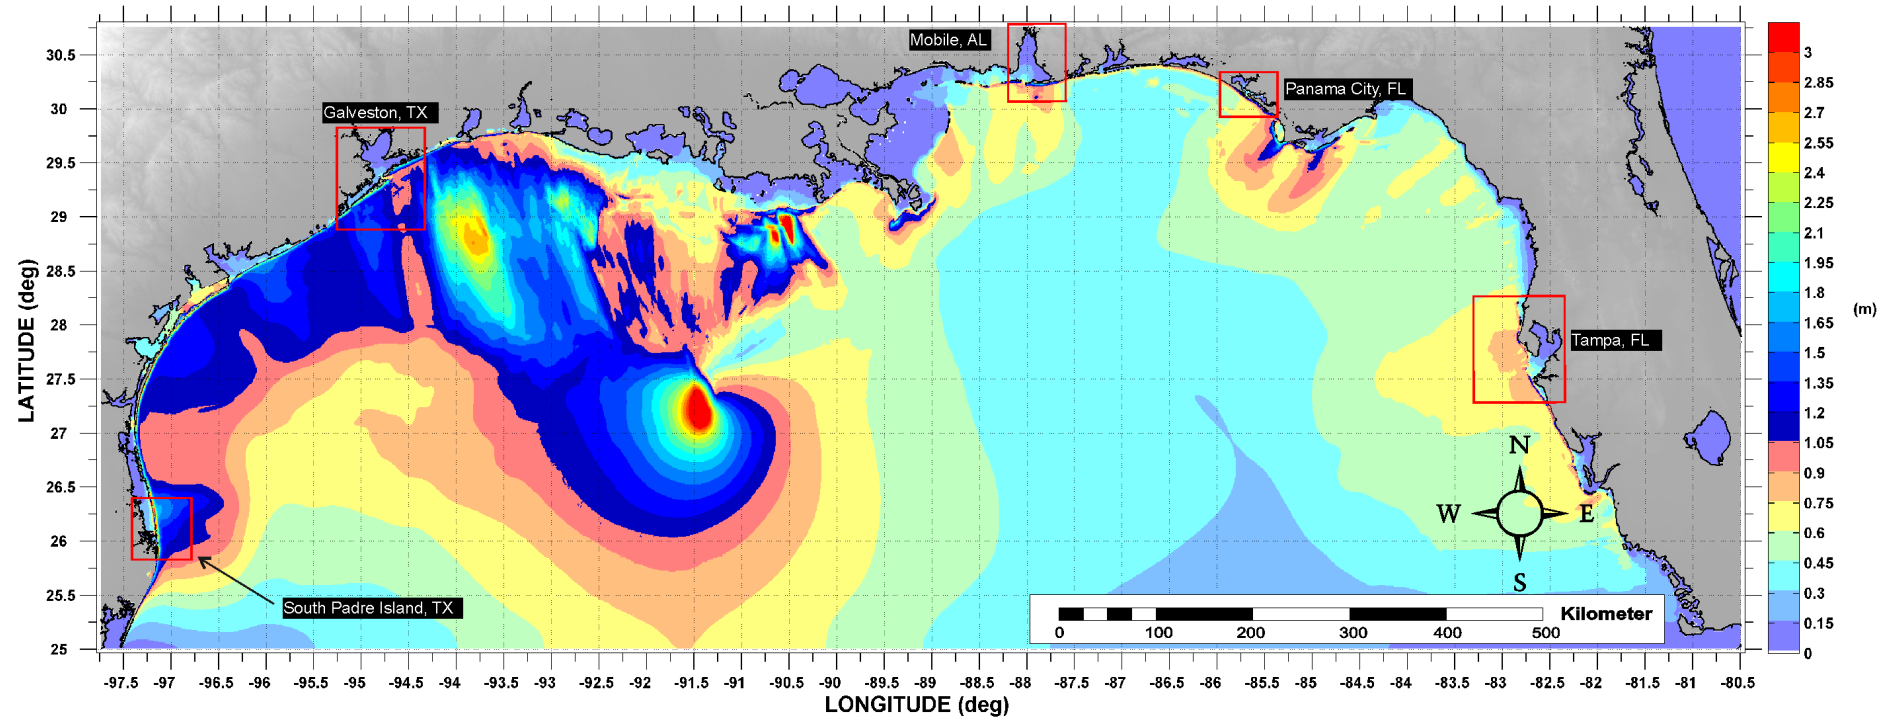 Mobile, AL
Panama City, FL
Galveston, TX
Tampa, FL
South Padre Island, TX
N
W
E
S
Kilometer
0 100 200 300 400 500
LATITUDE (deg)
30.5
30
29.5
29
28.5
28
27.5
27
26.5
26
25.5
25
-97.5 -97 -96.5 -96 -95.5 -95 -94.5 -94 -93.5 -93 -92.5 -92 -91.5 -91 -90.5 -90 -89.5 -89 -88.5 -88 -87.5 -87 -86.5 -86 -85.5 -85 -84.5 -84 -83.5 -83 -82.5 -82 -81.5 -81 -80.5
LONGITUDE (deg)
3
2.85
2.7
2.55
2.4
2.25
2.1
1.95
1.8
1.65
1.5
1.35
1.2
1.05
0.9
0.75
0.6
0.45
0.3
0.15
0
(m)